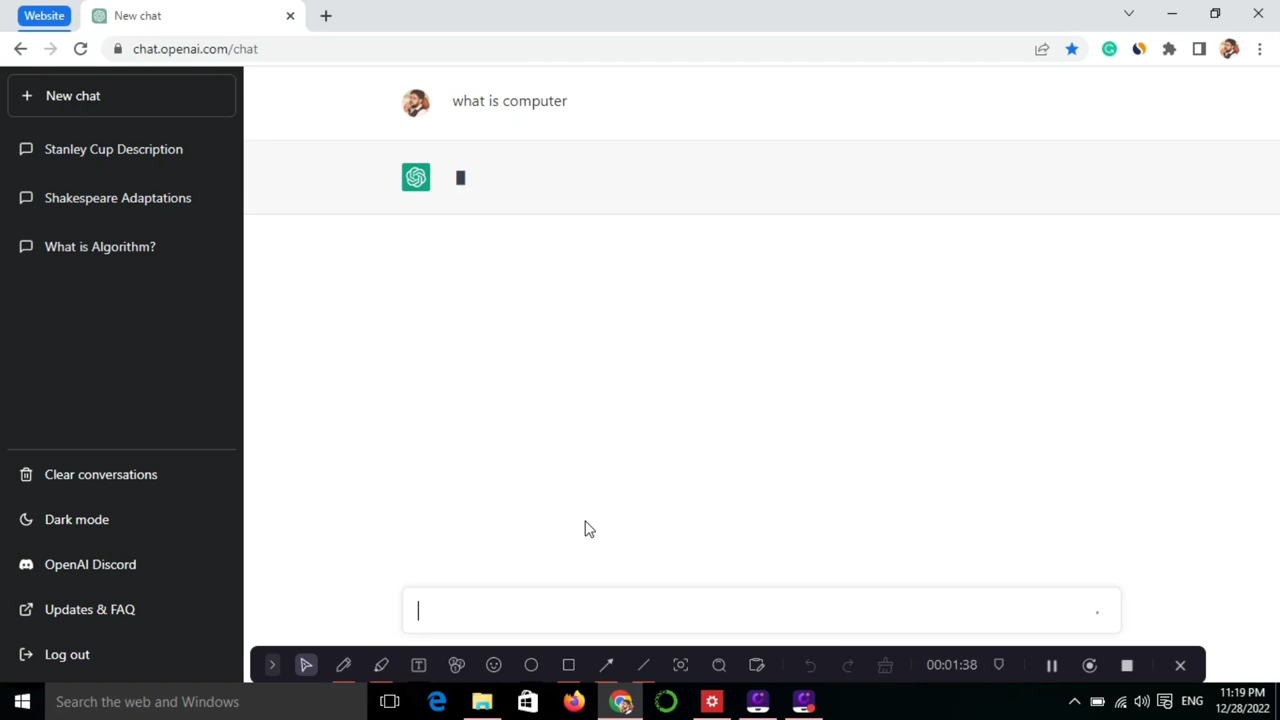 Website
New chat
chat.openai.com/chat
New chat
Stanley Cup Description
Shakespeare Adaptations
What is Algorithm?
Clear conversations
Dark mode
OpenAI Discord
Updates & FAQ
Log out
what is computer
00:01:38
Search the web and Windows
ENG
11:19 PM
12/28/2022